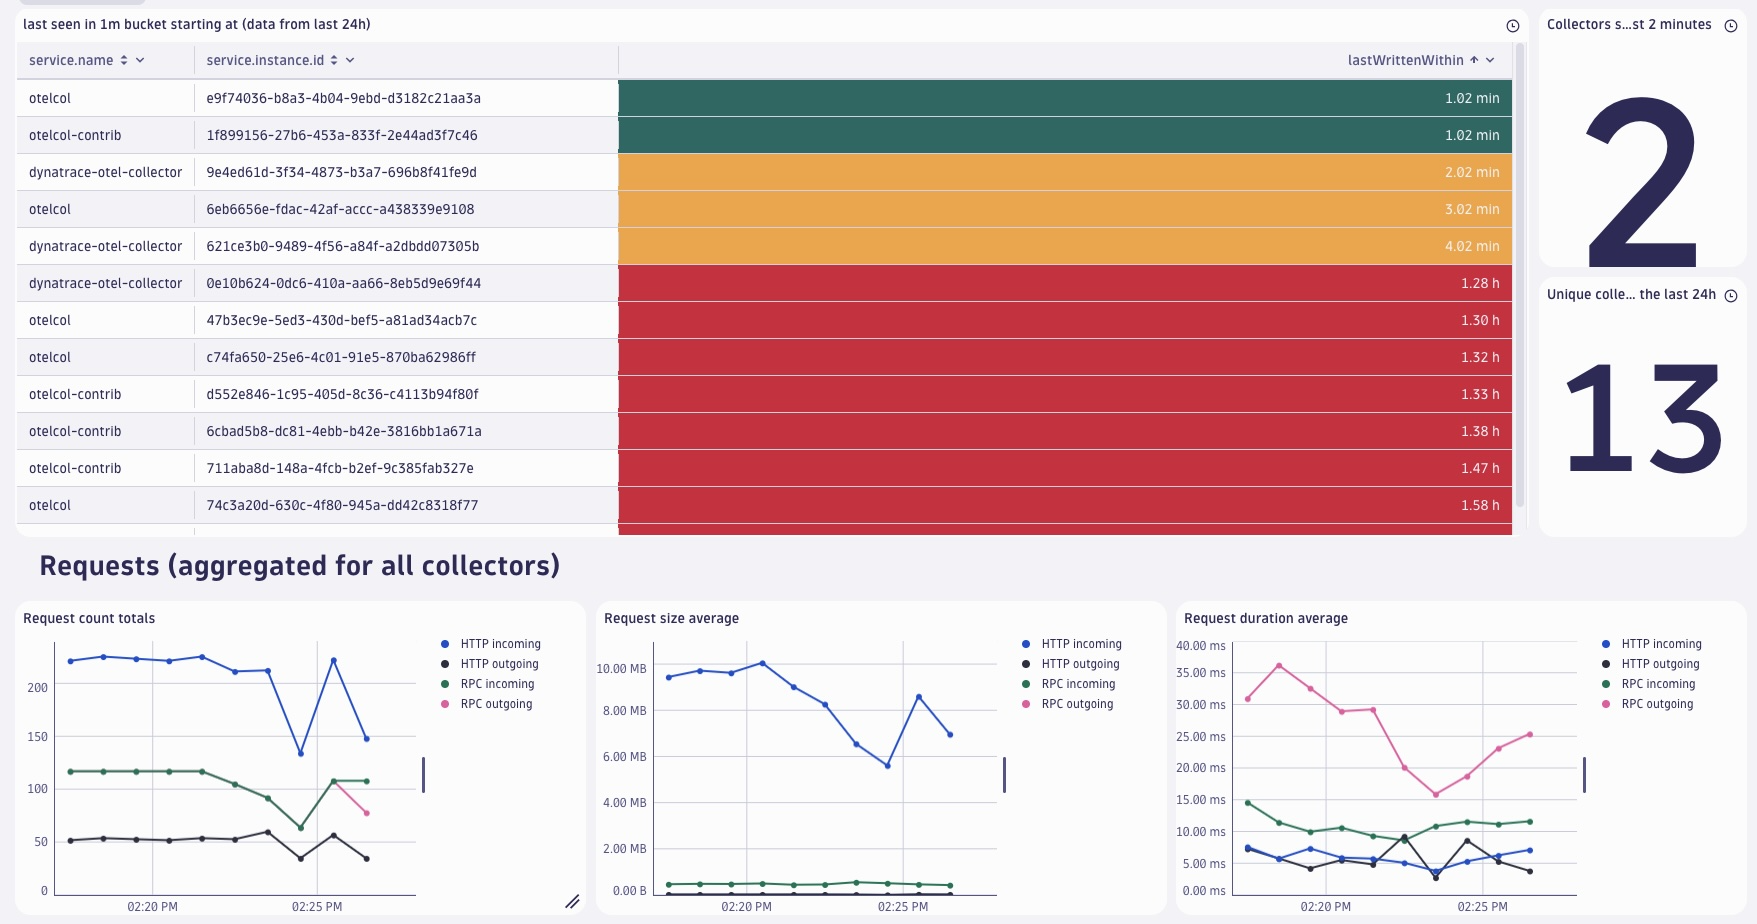 last seen in 1m bucket starting at (data from last 24h)
service.name service.instance.id lastWrittenWithin
otelcol e9f74036-b8a3-4b04-9ebd-d3182c21aa3a 1.02 min
otelcol-contrib 1f899156-27b6-453a-833f-2e44ad3f7c46 1.02 min
dynatrace-otel-collector 9e4ed61d-3f34-4873-b3a7-696b8f41fe9d 2.02 min
otelcol 6eb6656e-fdac-42af-accc-a438339e9108 3.02 min
dynatrace-otel-collector 621ce3b0-9489-4f56-a84f-a2dbdd07305b 4.02 min
dynatrace-otel-collector 0e10b624-0dc6-410a-aa66-8eb5d9e69f44 1.28 h
otelcol 47b3ec9e-5ed3-430d-bef5-a81ad34acb7c 1.30 h
otelcol c74fa650-25e6-4c01-91e5-870ba62986ff 1.32 h
otelcol-contrib d552e846-1c95-405d-8c36-c4113b94f80f 1.33 h
otelcol-contrib 6cbad5b8-dc81-4ebb-b42e-3816bb1a671a 1.38 h
otelcol-contrib 711aba8d-148a-4fcb-b2ef-9c385fab327e 1.47 h
otelcol 74c3a20d-630c-4f80-945a-dd42c8318f77 1.58 h
Collectors s...st 2 minutes
2
Unique colle... the last 24h
13
Requests (aggregated for all collectors)
Request count totals
200
150
100
50
0
02:20 PM 02:25 PM
HTTP incoming
HTTP outgoing
RPC incoming
RPC outgoing
Request size average
10.00 MB
8.00 MB
6.00 MB
4.00 MB
2.00 MB
0.00 B
02:20 PM 02:25 PM
HTTP incoming
HTTP outgoing
RPC incoming
RPC outgoing
Request duration average
40.00 ms
35.00 ms
30.00 ms
25.00 ms
20.00 ms
15.00 ms
10.00 ms
5.00 ms
0.00 ms
02:20 PM 02:25 PM
HTTP incoming
HTTP outgoing
RPC incoming
RPC outgoing